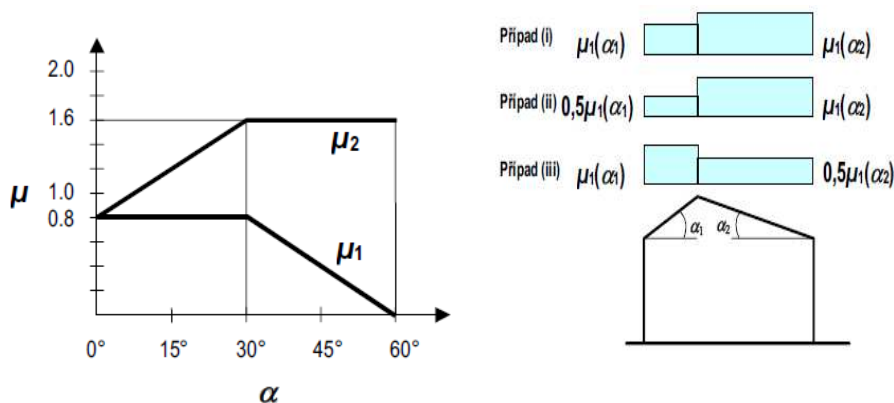 2.0
1.6
μ₂
μ
1.0
0.8
μ₁
0° 15° 30° 45° 60°
α
Případ (i) μ₁(α₁) μ₁(α₂)
Případ (ii) 0,5μ₁(α₁) μ₁(α₂)
Případ (iii) μ₁(α₁) 0,5μ₁(α₂)
α₁ α₂